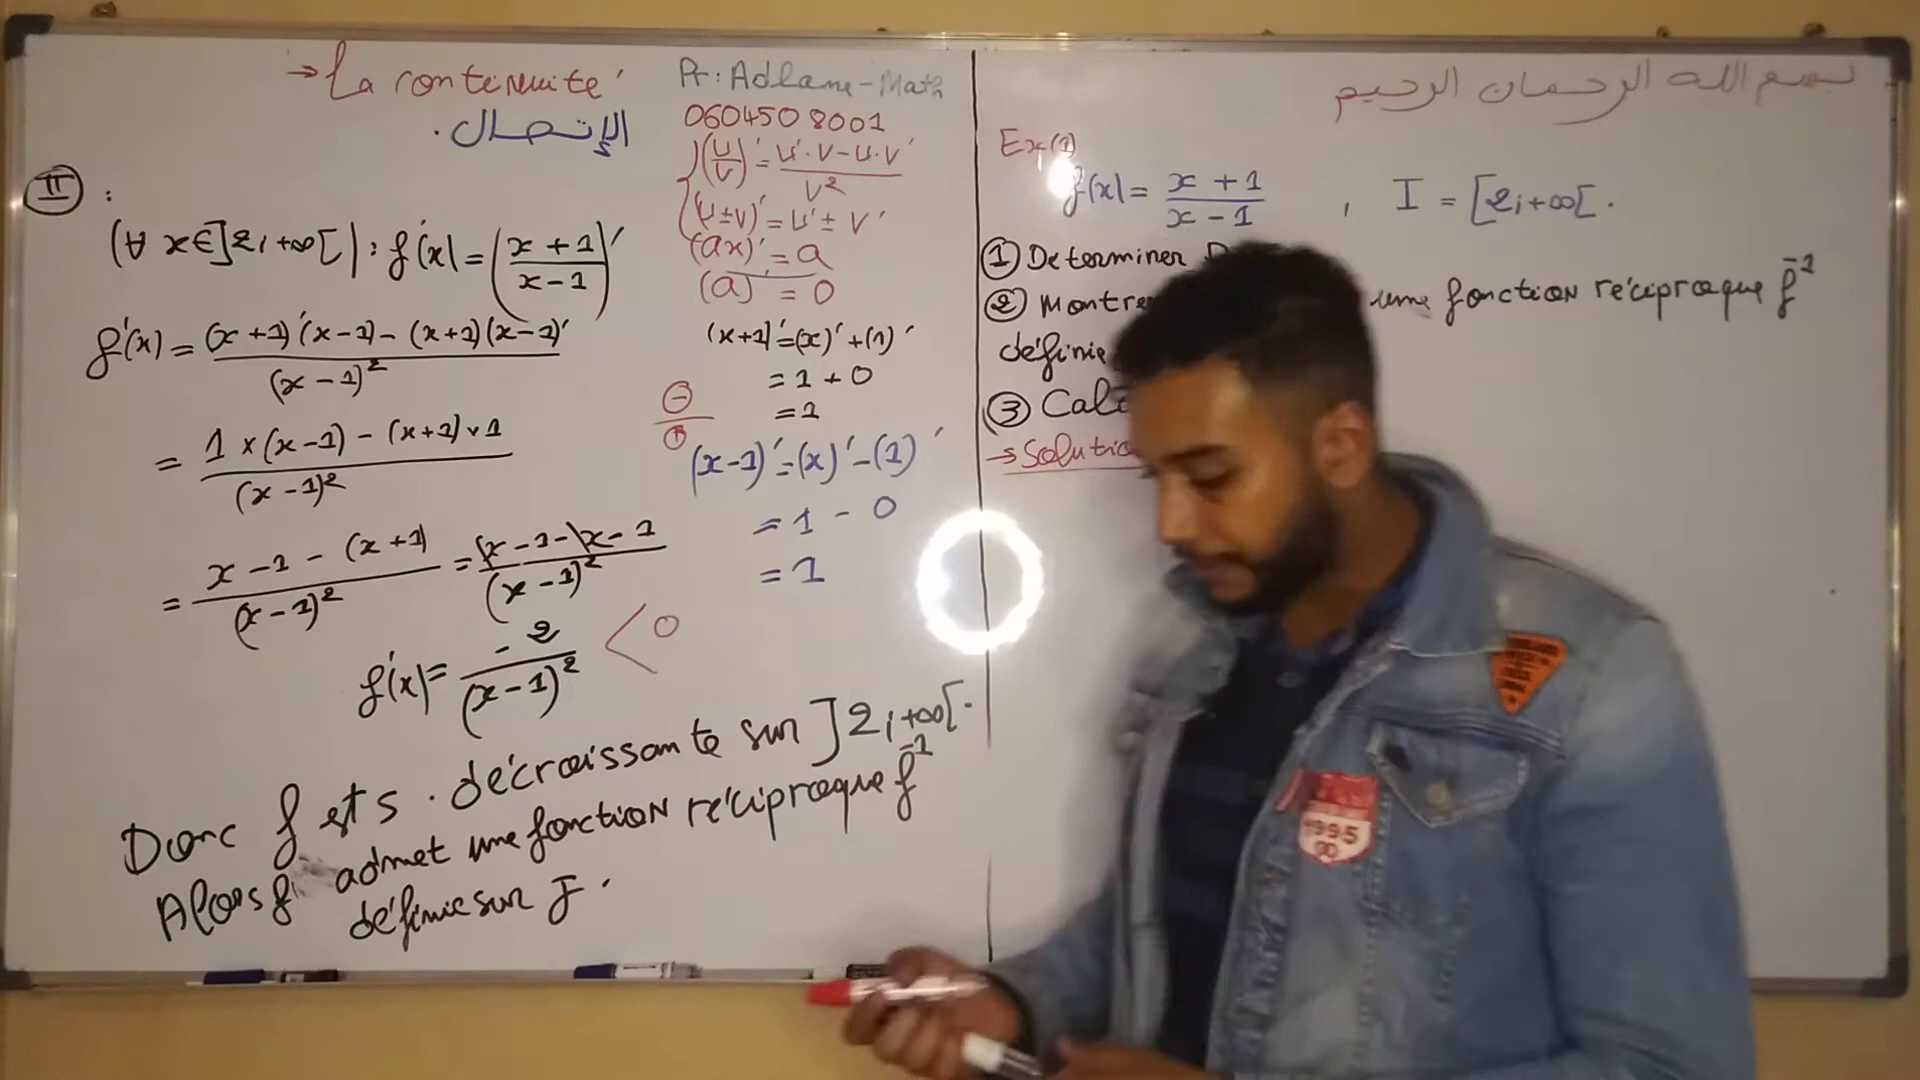 → La continuité
الإتصال.
Pr: Adlane-Math
0604508001
(u/v)' = (u'·v - u·v')/v²
(u±v)' = u' ± v'
(ax)' = a
(a)' = 0
(x+1)' = (x)' + (1)'
= 1 + 0
= 1
⊖/⊕
(x-1)' = (x)' - (1)'
= 1 - 0
= 1
II :
(∀ x∈]2;+∞[) : f'(x) = ((x+1)/(x-1))'
f'(x) = ((x+1)'(x-1) - (x+1)(x-1)')/(x-1)²
= (1×(x-1) - (x+1)×1)/(x-1)²
= (x-1-(x+1))/(x-1)² = (x-1-x-1)/(x-1)²
f'(x) = -2/(x-1)² < 0
Donc f est s. décroissante sur ]2;+∞[.
Alors f admet une fonction réciproque f⁻¹
définie sur J.
بسم الله الرحمان الرحيم
Ex(1)
f(x) = (x+1)/(x-1) , I = [2;+∞[.
① Determiner
② une fonction réciproque f⁻¹
définie
③
→ Solution
1995